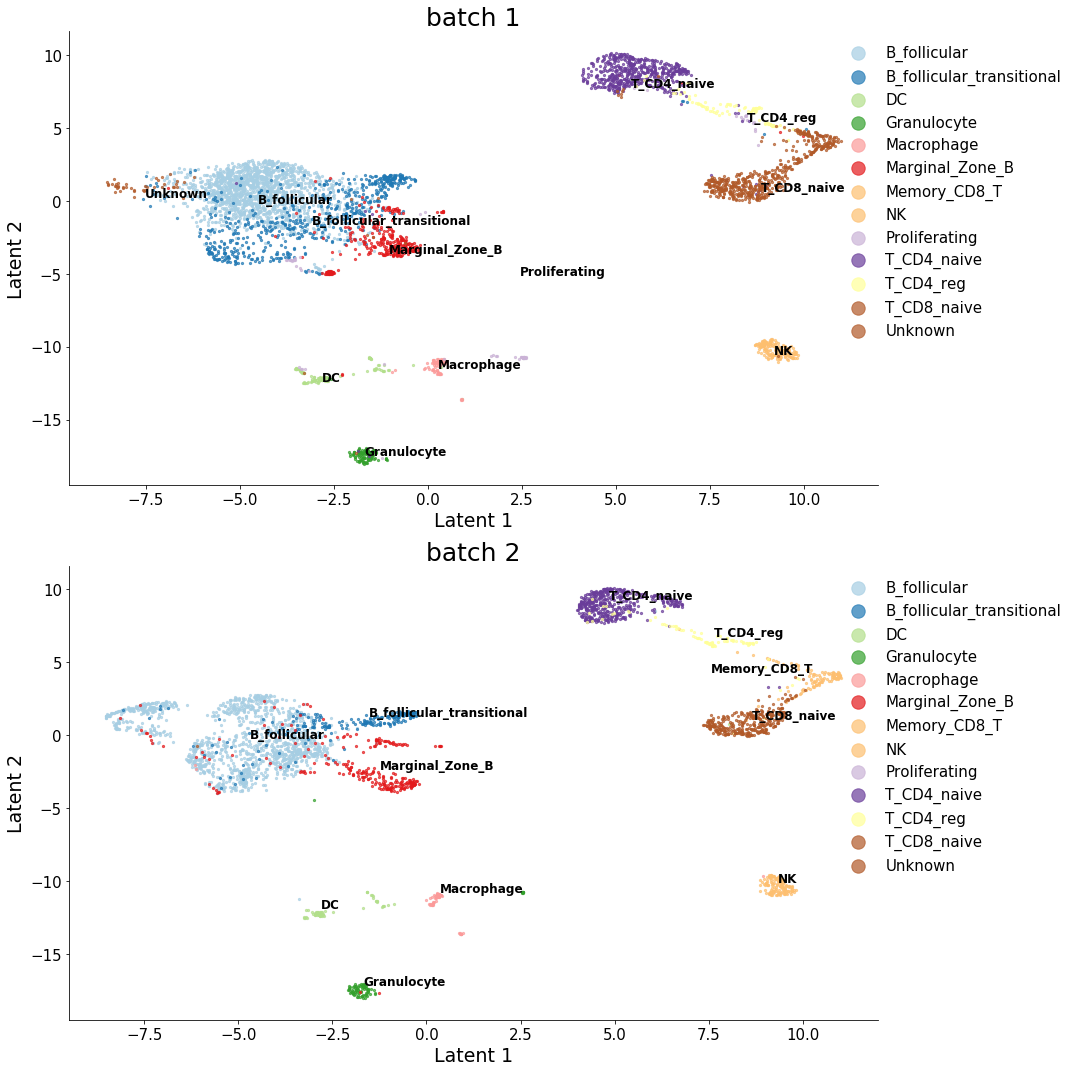 batch 1
10
5
0
−5
−10
−15
Latent 2
−7.5
−5.0
−2.5
0.0
2.5
5.0
7.5
10.0
Latent 1
T_CD4_naive
T_CD4_reg
T_CD8_naive
Unknown
B_follicular
B_follicular_transitional
Marginal_Zone_B
Proliferating
NK
Macrophage
DC
Granulocyte
B_follicular
B_follicular_transitional
DC
Granulocyte
Macrophage
Marginal_Zone_B
Memory_CD8_T
NK
Proliferating
T_CD4_naive
T_CD4_reg
T_CD8_naive
Unknown
batch 2
10
5
0
−5
−10
−15
Latent 2
−7.5
−5.0
−2.5
0.0
2.5
5.0
7.5
10.0
Latent 1
T_CD4_naive
T_CD4_reg
Memory_CD8_T
T_CD8_naive
B_follicular_transitional
B_follicular
Marginal_Zone_B
NK
Macrophage
DC
Granulocyte
B_follicular
B_follicular_transitional
DC
Granulocyte
Macrophage
Marginal_Zone_B
Memory_CD8_T
NK
Proliferating
T_CD4_naive
T_CD4_reg
T_CD8_naive
Unknown